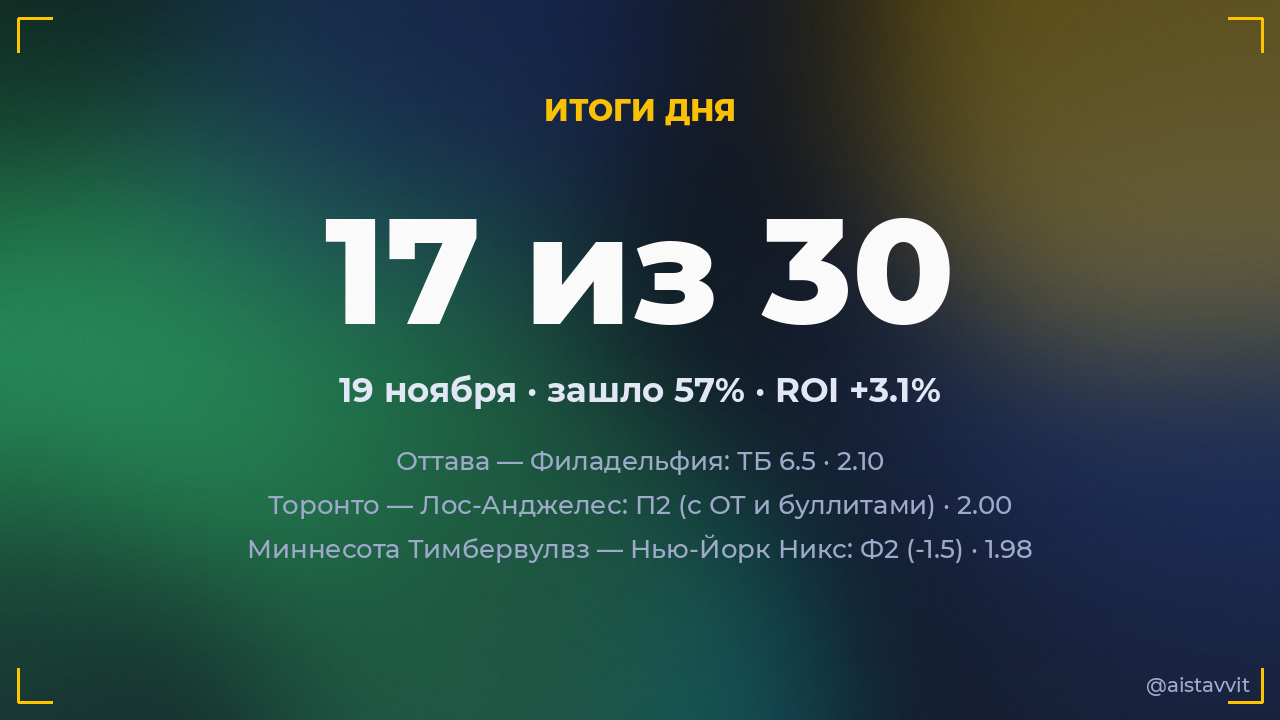 ИТОГИ ДНЯ
17 из 30
19 ноября · зашло 57% · ROI +3.1%
Оттава — Филадельфия: ТБ 6.5 · 2.10
Торонто — Лос-Анджелес: П2 (с ОТ и буллитами) · 2.00
Миннесота Тимбервулвз — Нью-Йорк Никс: Ф2 (-1.5) · 1.98
@aistavvit